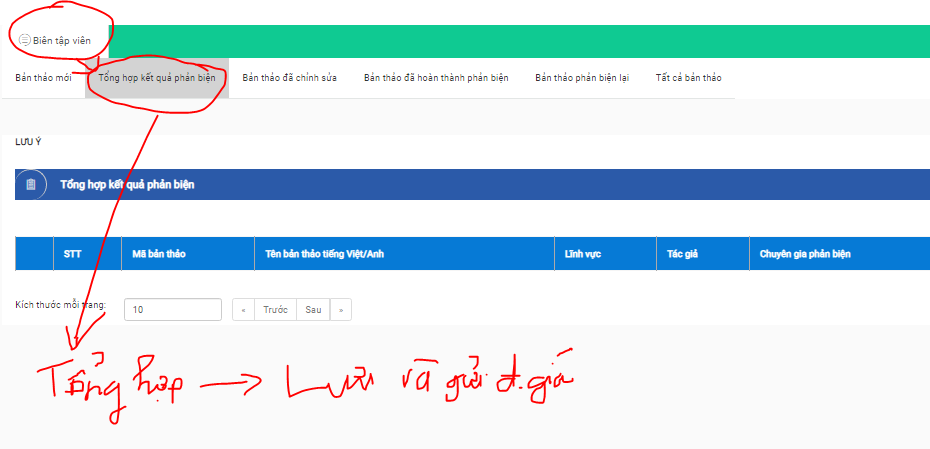 Biên tập viên
Bản thảo mới Tổng hợp kết quả phản biện Bản thảo đã chỉnh sửa Bản thảo đã hoàn thành phản biện Bản thảo phản biện lại Tất cả bản thảo
LƯU Ý
Tổng hợp kết quả phản biện
STT Mã bản thảo Tên bản thảo tiếng Việt/Anh Lĩnh vực Tác giả Chuyên gia phản biện
Kích thước mỗi trang: 10 « Trước Sau »
Tổng hợp → Lưu và gửi đ.giá